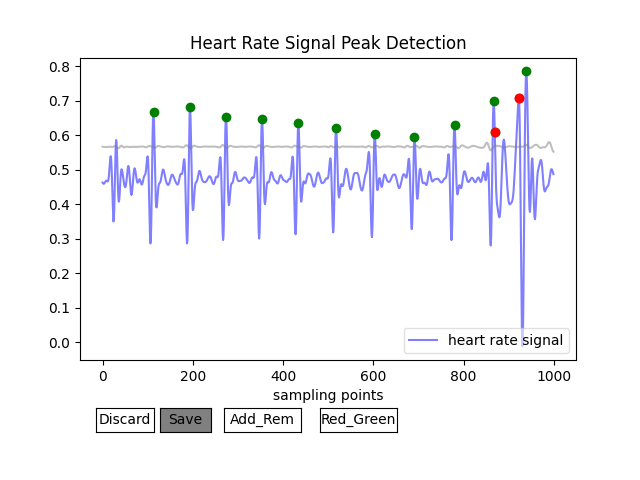 Heart Rate Signal Peak Detection
0.8
0.7
0.6
0.5
0.4
0.3
0.2
0.1
0.0
heart rate signal
0 200 400 600 800 1000
sampling points
Discard Save Add_Rem Red_Green